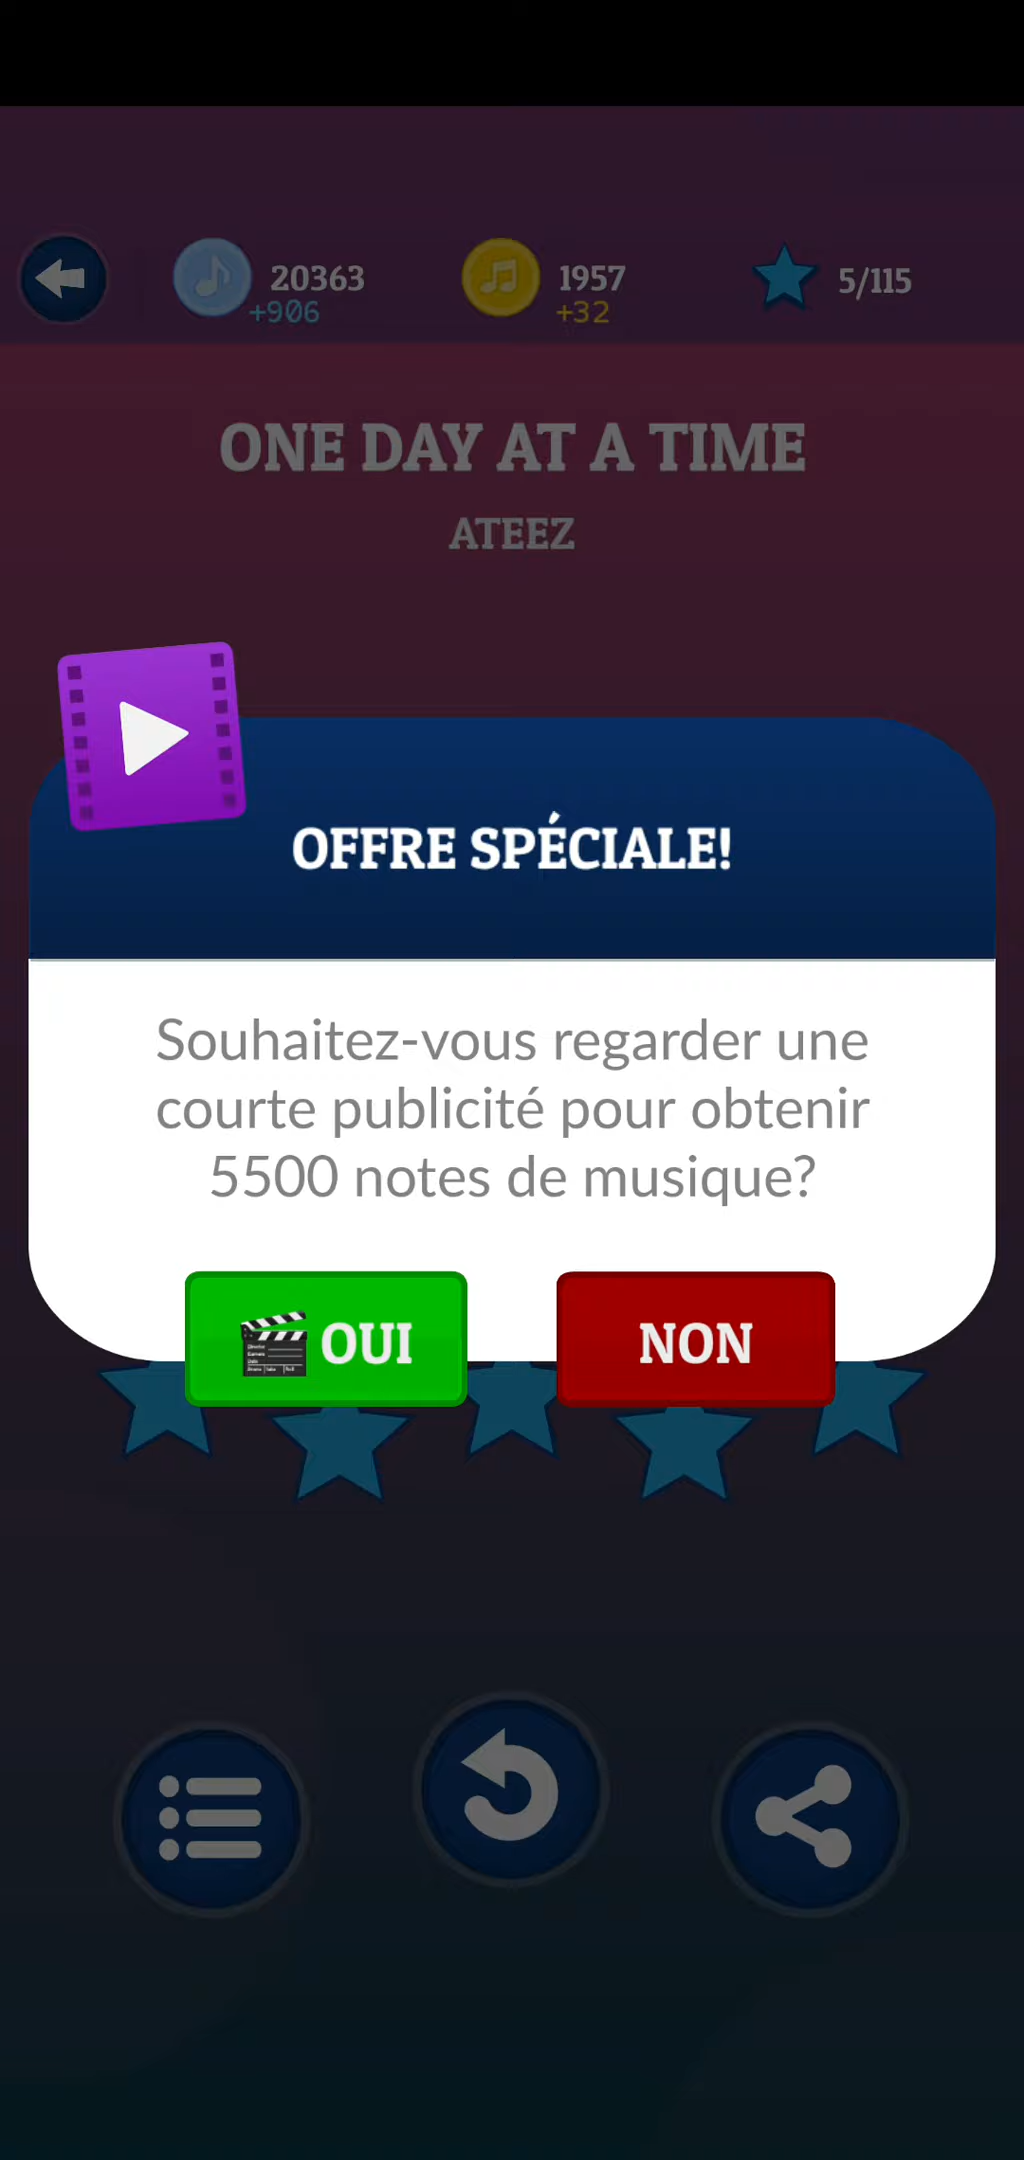 20363
+906
1957
+32
5/115
ONE DAY AT A TIME
ATEEZ
OFFRE SPÉCIALE!
Souhaitez-vous regarder une
courte publicité pour obtenir
5500 notes de musique?
OUI
NON